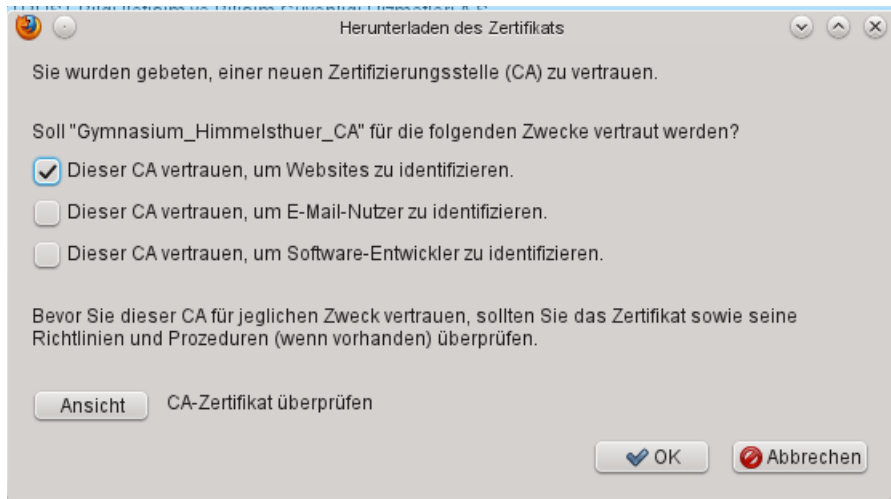 Herunterladen des Zertifikats
Sie wurden gebeten, einer neuen Zertifizierungsstelle (CA) zu vertrauen.
Soll "Gymnasium_Himmelsthuer_CA" für die folgenden Zwecke vertraut werden?
Dieser CA vertrauen, um Websites zu identifizieren.
Dieser CA vertrauen, um E-Mail-Nutzer zu identifizieren.
Dieser CA vertrauen, um Software-Entwickler zu identifizieren.
Bevor Sie dieser CA für jeglichen Zweck vertrauen, sollten Sie das Zertifikat sowie seine
Richtlinien und Prozeduren (wenn vorhanden) überprüfen.
Ansicht CA-Zertifikat überprüfen
OK Abbrechen